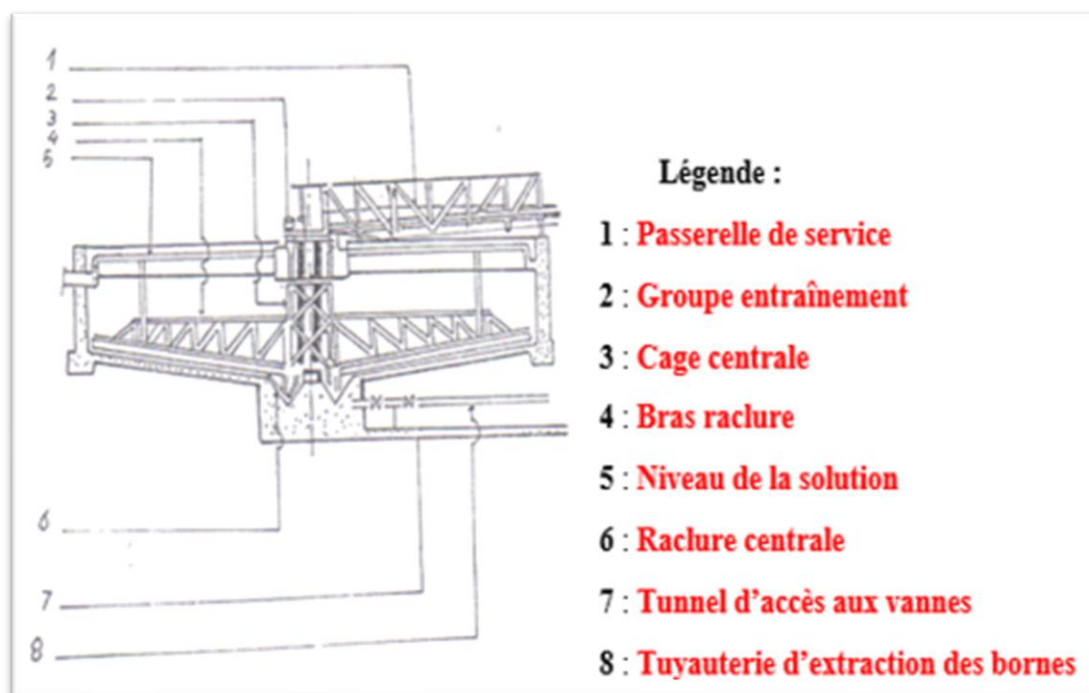 1
2
3
4
5
6
7
8
Légende :
1 : Passerelle de service
2 : Groupe entraînement
3 : Cage centrale
4 : Bras raclure
5 : Niveau de la solution
6 : Raclure centrale
7 : Tunnel d’accès aux vannes
8 : Tuyauterie d’extraction des bornes